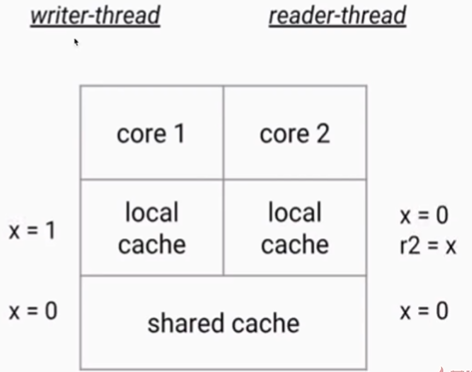 writer-thread
reader-thread
core 1
core 2
x = 1
local
cache
local
cache
x = 0
r2 = x
x = 0
shared cache
x = 0